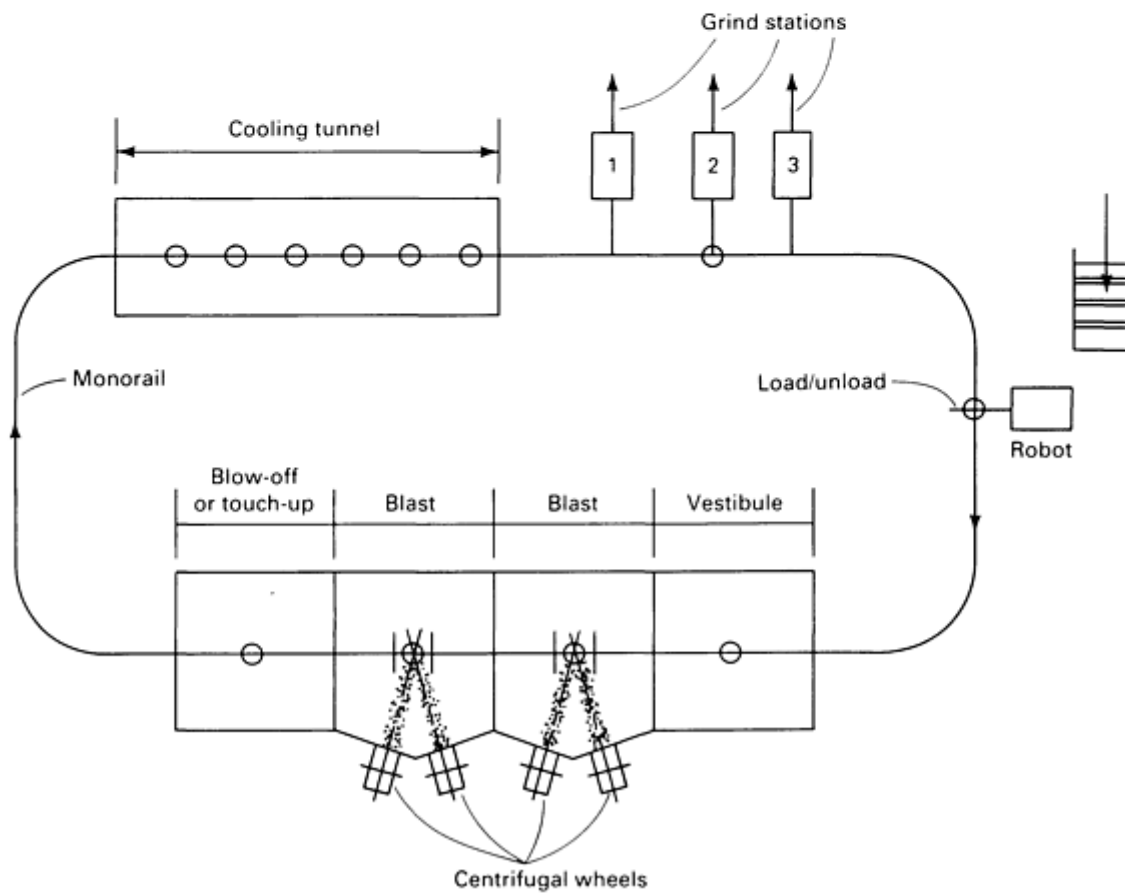 Grind stations
Cooling tunnel
1
2
3
Monorail
Load/unload
Robot
Blow-off
or touch-up
Blast
Blast
Vestibule
Centrifugal wheels